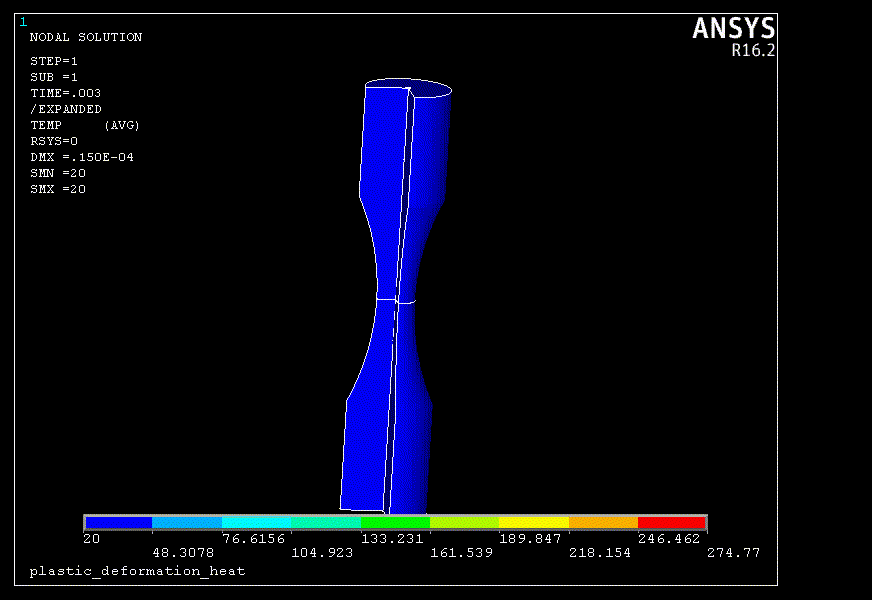 1
NODAL SOLUTION
STEP=1
SUB =1
TIME=.003
/EXPANDED
TEMP (AVG)
RSYS=0
DMX =.150E-04
SMN =20
SMX =20
ANSYS
R16.2
20 76.6156 133.231 189.847 246.462
48.3078 104.923 161.539 218.154 274.77
plastic_deformation_heat